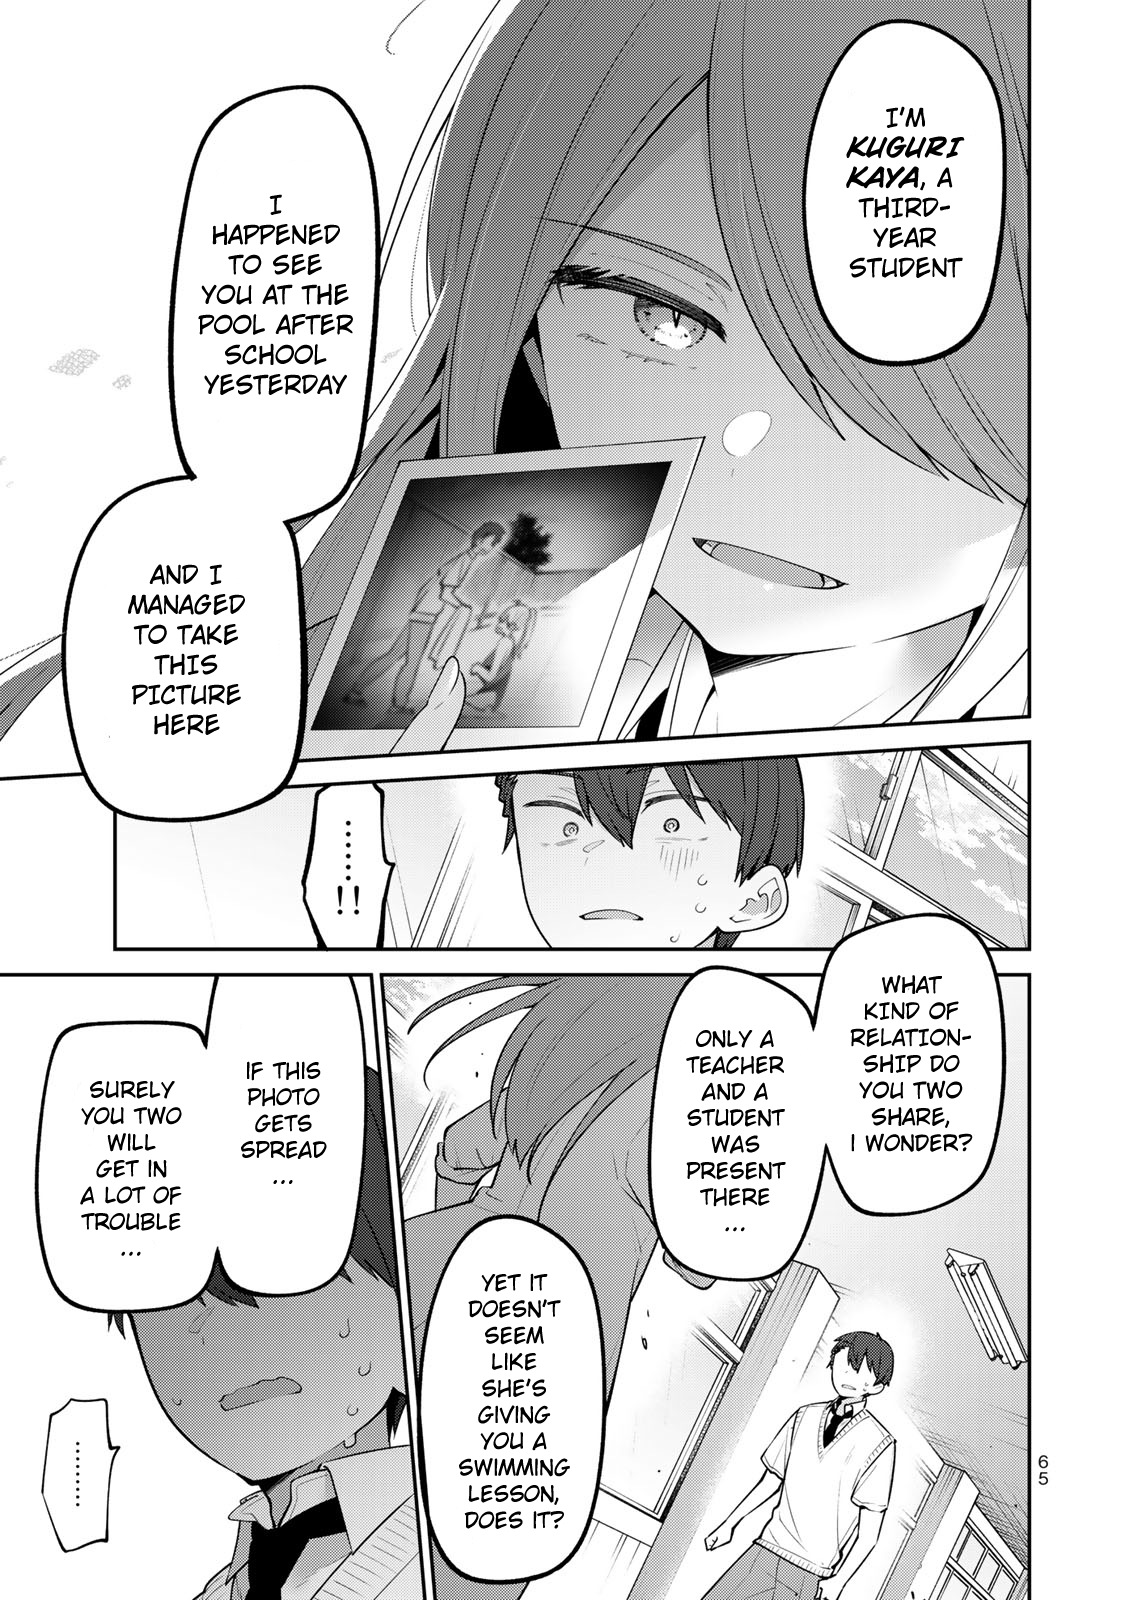 I'M
KUGURI
KAYA, A
THIRD-
YEAR
STUDENT
I
HAPPENED
TO SEE
YOU AT THE
POOL AFTER
SCHOOL
YESTERDAY
AND I
MANAGED
TO TAKE
THIS
PICTURE
HERE
........!!
WHAT
KIND OF
RELATION-
SHIP DO
YOU TWO
SHARE,
I WONDER?
ONLY A
TEACHER
AND A
STUDENT
WAS
PRESENT
THERE
...
YET IT
DOESN'T
SEEM
LIKE
SHE'S
GIVING
YOU A
SWIMMING
LESSON,
DOES IT?
IF THIS
PHOTO
GETS
SPREAD
...
SURELY
YOU TWO
WILL
GET IN
A LOT OF
TROUBLE
...
.........
65